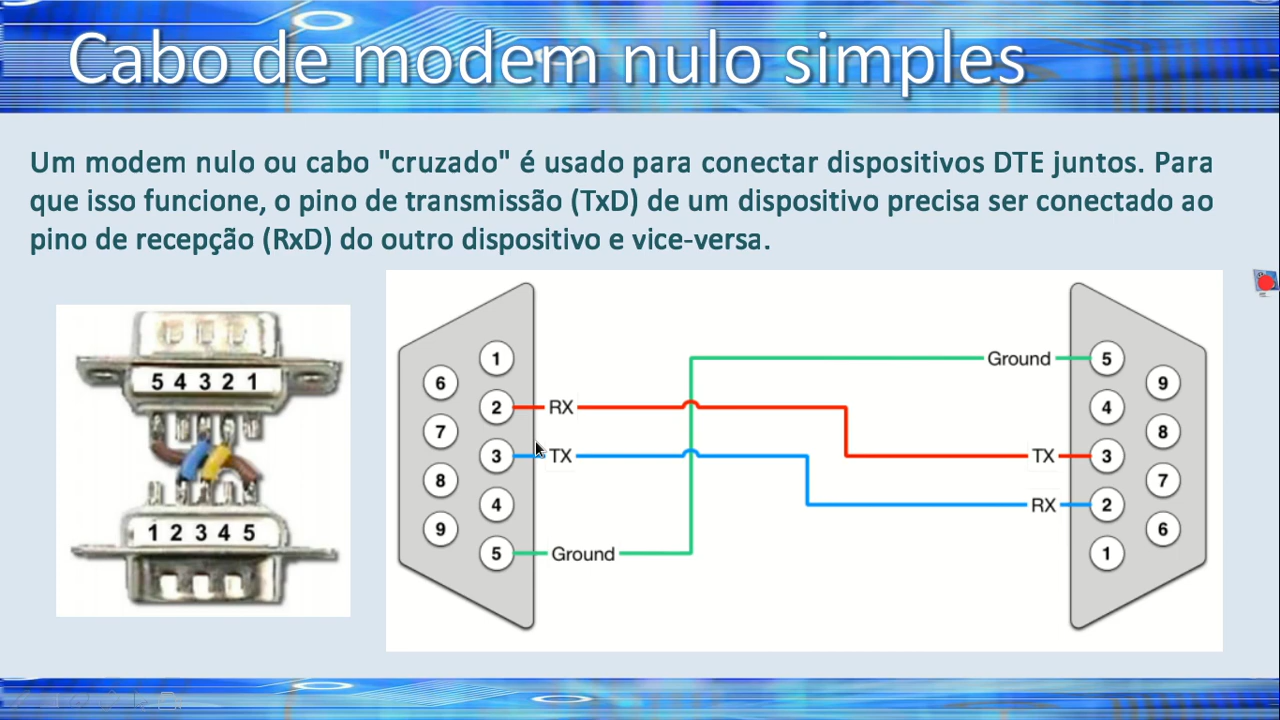 Cabo de modem nulo simples
Um modem nulo ou cabo "cruzado" é usado para conectar dispositivos DTE juntos. Para
que isso funcione, o pino de transmissão (TxD) de um dispositivo precisa ser conectado ao
pino de recepção (RxD) do outro dispositivo e vice-versa.
5 4 3 2 1
1 2 3 4 5
1
6
2
7
3
8
4
9
5
RX
TX
Ground
Ground
TX
RX
5
9
4
8
3
7
2
6
1